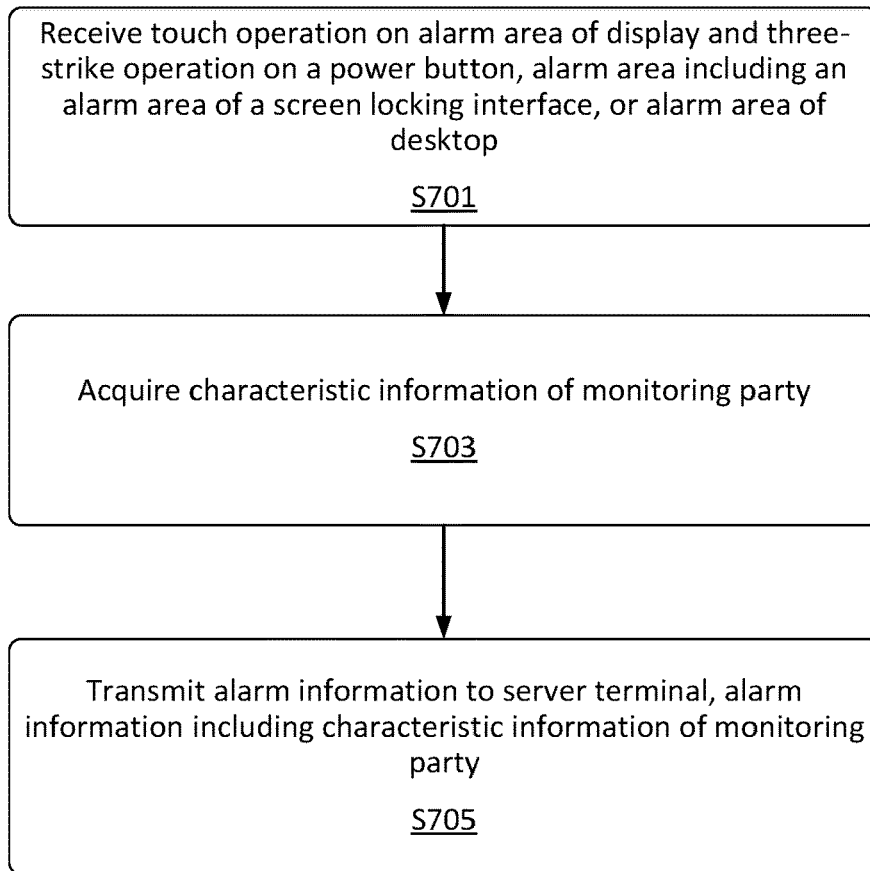 Receive touch operation on alarm area of display and three-
strike operation on a power button, alarm area including an
alarm area of a screen locking interface, or alarm area of
desktop
S701
Acquire characteristic information of monitoring party
S703
Transmit alarm information to server terminal, alarm
information including characteristic information of monitoring
party
S705